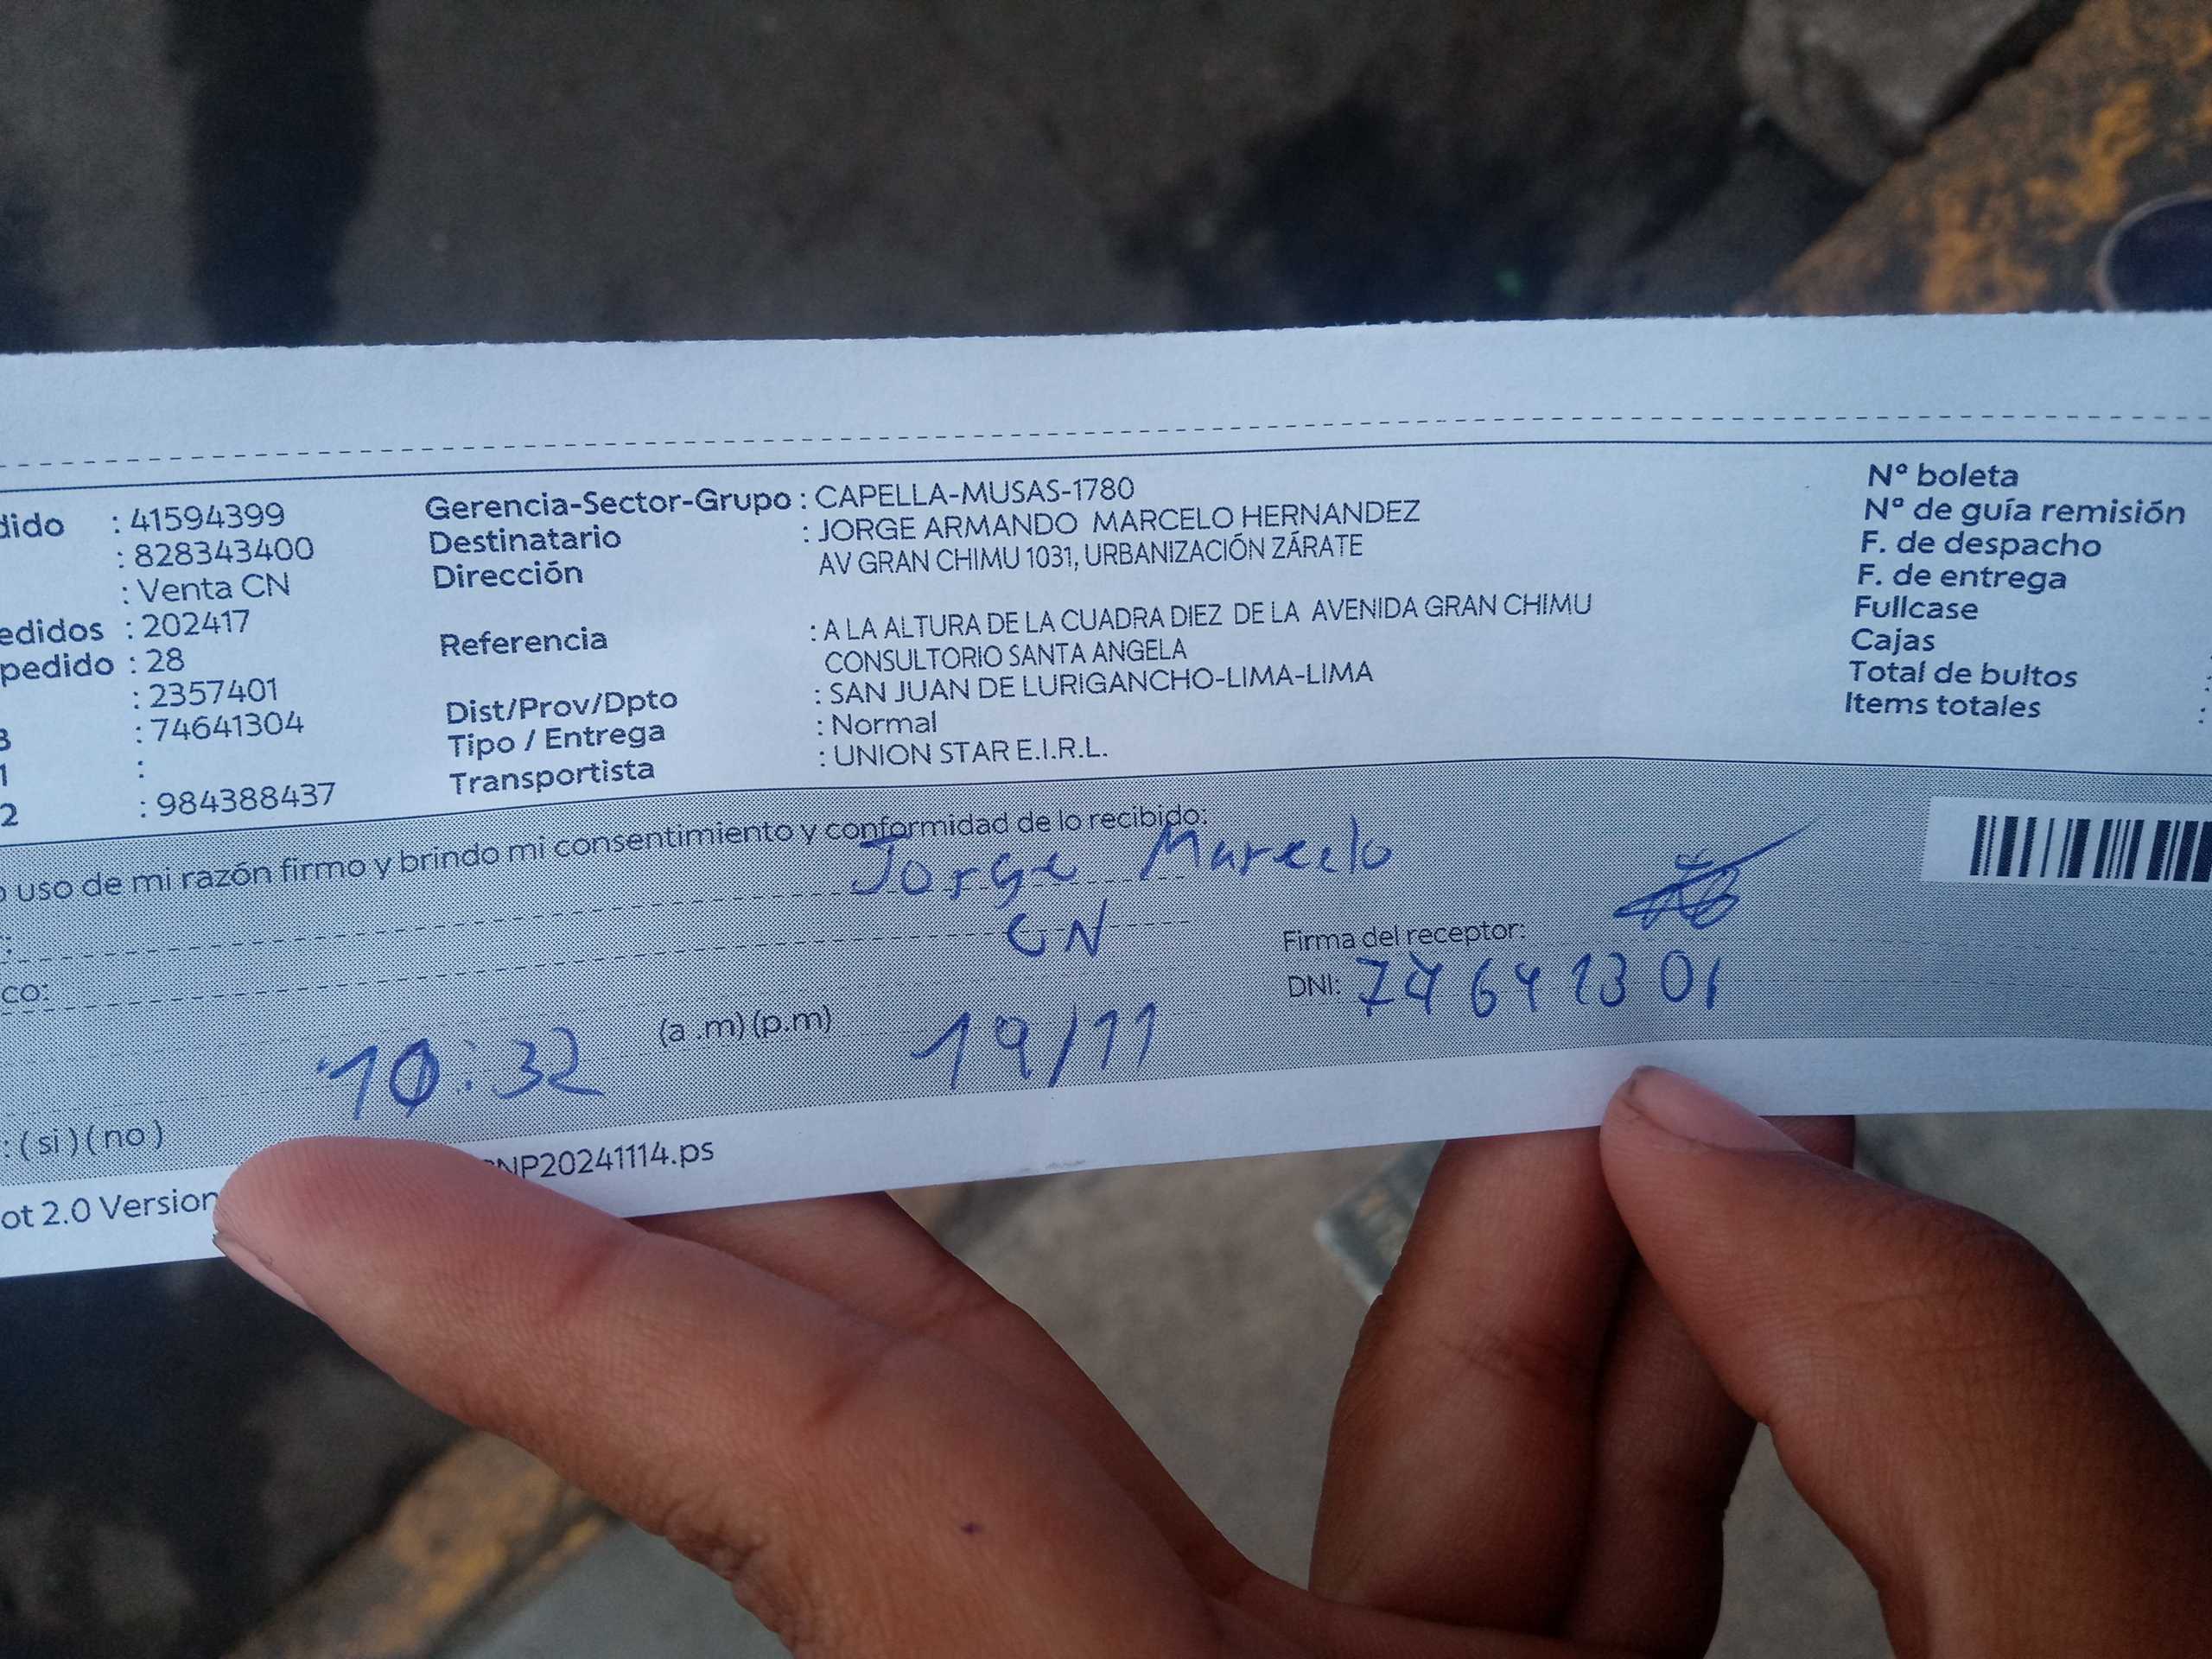 dido : 41594399
: 828343400
: Venta CN
edidos : 202417
pedido : 28
: 2357401
3 : 74641304
1 :
2 : 984388437
Gerencia-Sector-Grupo : CAPELLA-MUSAS-1780
Destinatario : JORGE ARMANDO MARCELO HERNANDEZ
Dirección AV GRAN CHIMU 1031, URBANIZACIÓN ZÁRATE
Referencia : A LA ALTURA DE LA CUADRA DIEZ DE LA AVENIDA GRAN CHIMU
CONSULTORIO SANTA ANGELA
Dist/Prov/Dpto : SAN JUAN DE LURIGANCHO-LIMA-LIMA
Tipo / Entrega : Normal
Transportista : UNION STAR E.I.R.L.
Nº boleta
Nº de guía remisión
F. de despacho
F. de entrega
Fullcase
Cajas
Total de bultos :
Items totales :
o uso de mi razón firmo y brindo mi consentimiento y conformidad de lo recibido:
Jorge Marcelo
:
CN
Firma del receptor:
co:
DNI: 74641301
10:32 (a .m) (p.m) 19/11
: ( si ) ( no )
ot 2.0 Version NP20241114.ps